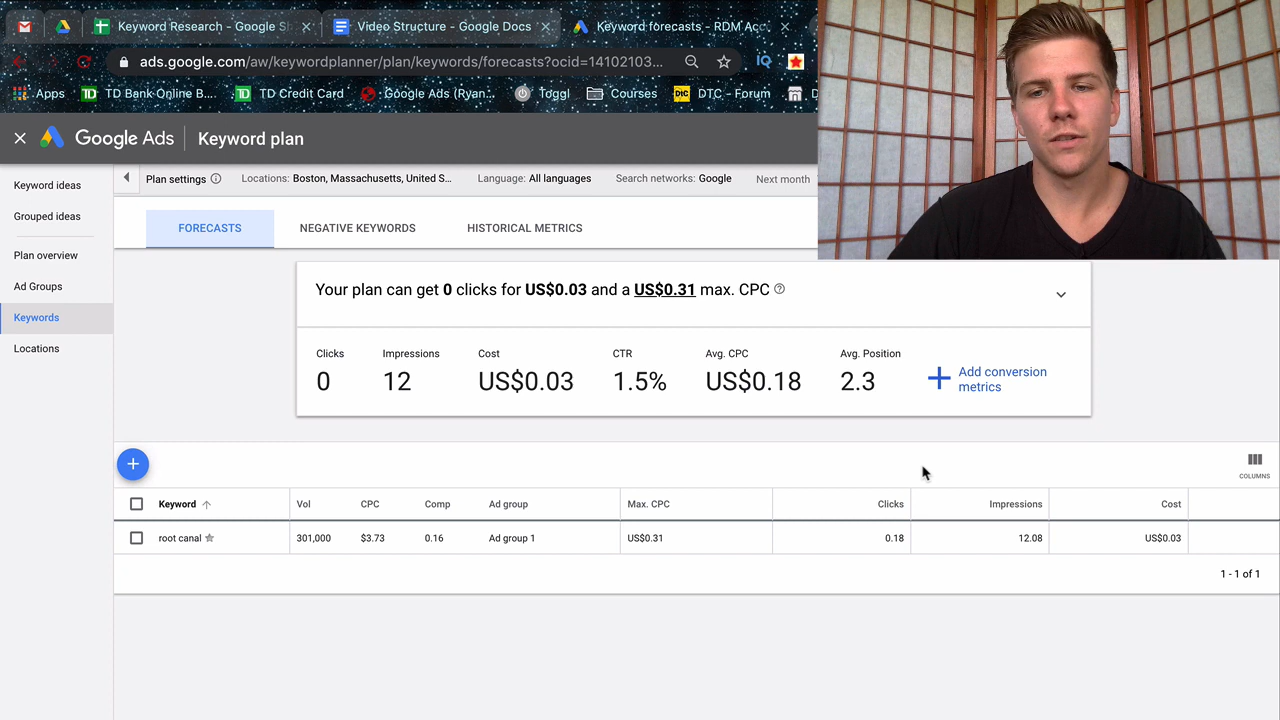 Keyword Research - Google S
Video Structure - Google Docs
Keyword forecasts - RDM Acc
ads.google.com/aw/keywordplanner/plan/keywords/forecasts?ocid=14102103...
IQ
Apps
TD
TD Bank Online B...
TD
TD Credit Card
Google Ads (Ryan...
Toggl
Courses
DTC
DTC - Forum
Google Ads
Keyword plan
Plan settings
Locations: Boston, Massachusetts, United S...
Language: All languages
Search networks: Google
Next month
Keyword ideas
Grouped ideas
Plan overview
Ad Groups
Keywords
Locations
FORECASTS
NEGATIVE KEYWORDS
HISTORICAL METRICS
Your plan can get 0 clicks for US$0.03 and a US$0.31 max. CPC
Clicks
Impressions
Cost
CTR
Avg. CPC
Avg. Position
0
12
US$0.03
1.5%
US$0.18
2.3
Add conversion
metrics
COLUMNS
Keyword
Vol
CPC
Comp
Ad group
Max. CPC
Clicks
Impressions
Cost
root canal
301,000
$3.73
0.16
Ad group 1
US$0.31
0.18
12.08
US$0.03
1 - 1 of 1